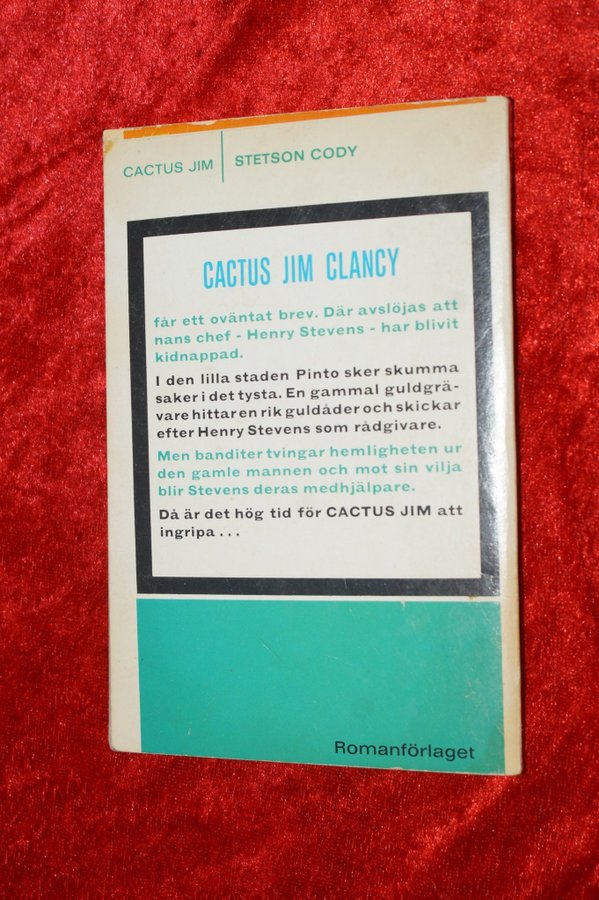 CACTUS JIM | STETSON CODY
CACTUS JIM CLANCY
får ett oväntat brev. Där avslöjas att
hans chef - Henry Stevens - har blivit
kidnappad.
I den lilla staden Pinto sker skumma
saker i det tysta. En gammal guldgrä-
vare hittar en rik guldåder och skickar
efter Henry Stevens som rådgivare.
Men banditer tvingar hemligheten ur
den gamle mannen och mot sin vilja
blir Stevens deras medhjälpare.
Då är det hög tid för CACTUS JIM att
ingripa . . .
Romanförlaget